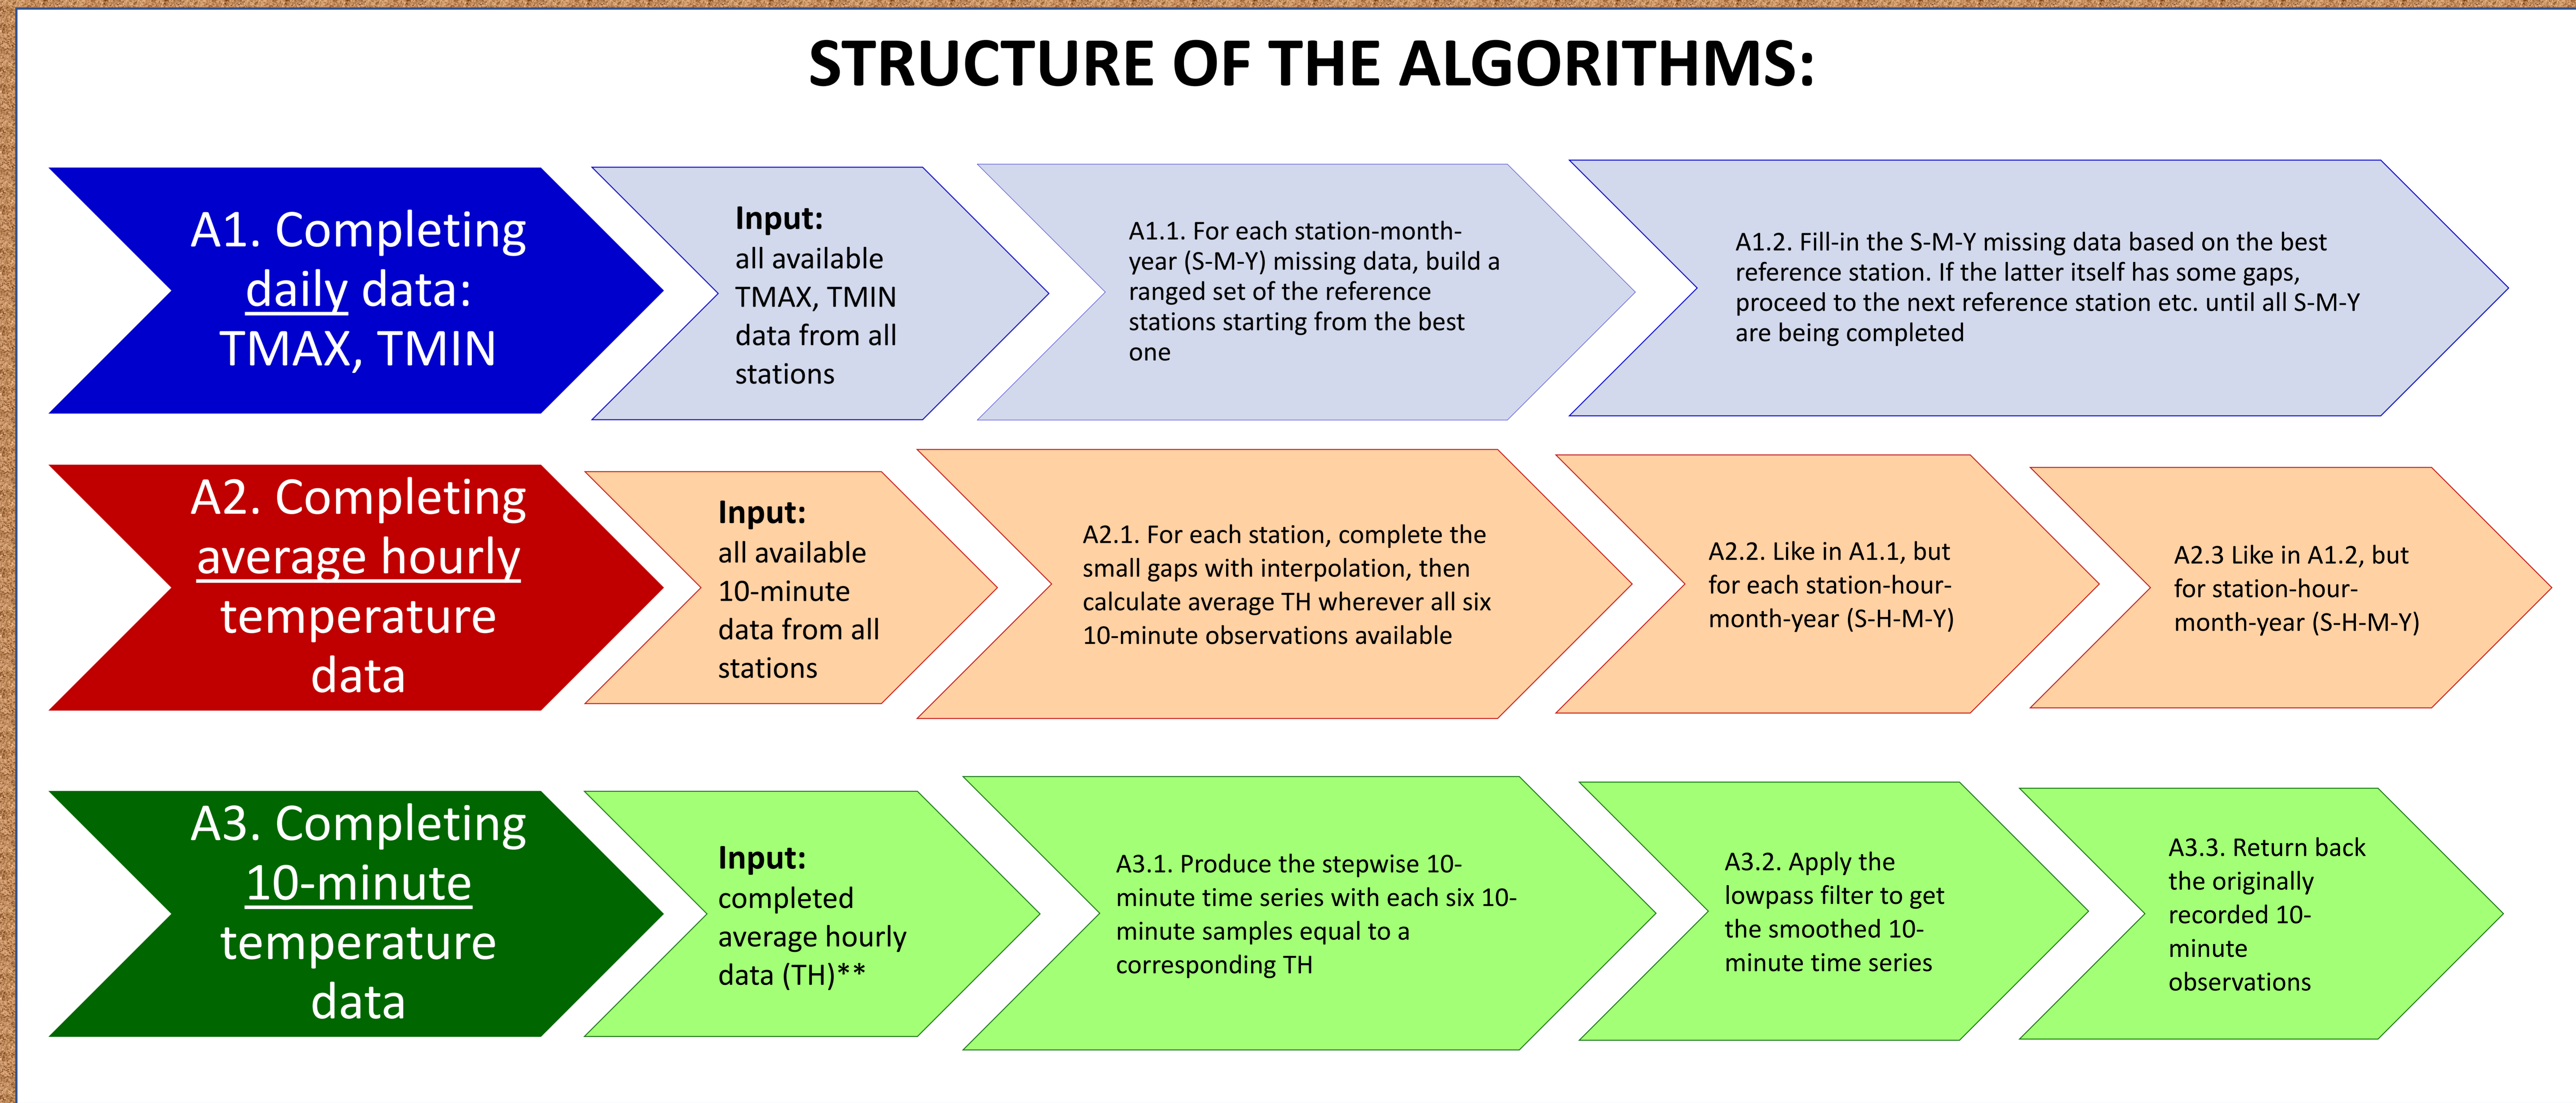 STRUCTURE OF THE ALGORITHMS:
A1. Completing
daily data:
TMAX, TMIN
Input:
all available
TMAX, TMIN
data from all
stations
A1.1. For each station-month-
year (S-M-Y) missing data, build a
ranged set of the reference
stations starting from the best
one
A1.2. Fill-in the S-M-Y missing data based on the best
reference station. If the latter itself has some gaps,
proceed to the next reference station etc. until all S-M-Y
are being completed
A2. Completing
average hourly
temperature
data
Input:
all available
10-minute
data from all
stations
A2.1. For each station, complete the
small gaps with interpolation, then
calculate average TH wherever all six
10-minute observations available
A2.2. Like in A1.1, but
for each station-hour-
month-year (S-H-M-Y)
A2.3 Like in A1.2, but
for station-hour-
month-year (S-H-M-Y)
A3. Completing
10-minute
temperature
data
Input:
completed
average hourly
data (TH)**
A3.1. Produce the stepwise 10-
minute time series with each six 10-
minute samples equal to a
corresponding TH
A3.2. Apply the
lowpass filter to get
the smoothed 10-
minute time series
A3.3. Return back
the originally
recorded 10-
minute
observations